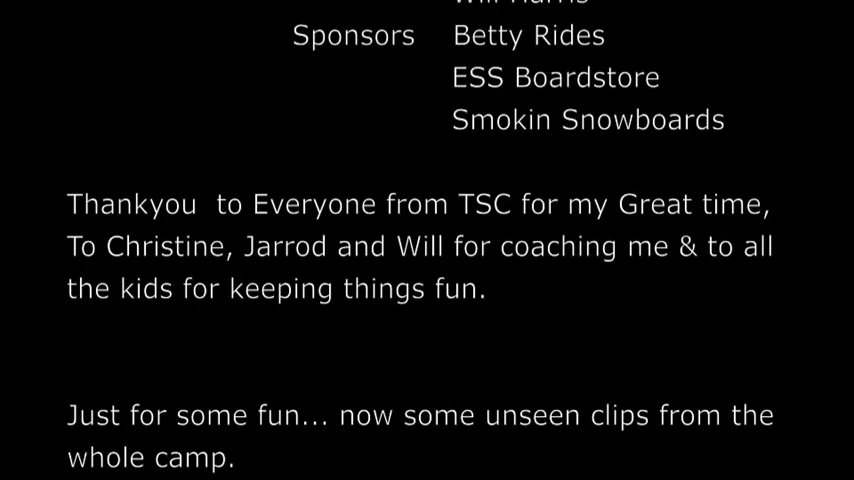 Will Harris
Sponsors Betty Rides
ESS Boardstore
Smokin Snowboards
Thankyou to Everyone from TSC for my Great time,
To Christine, Jarrod and Will for coaching me & to all
the kids for keeping things fun.
Just for some fun... now some unseen clips from the
whole camp.